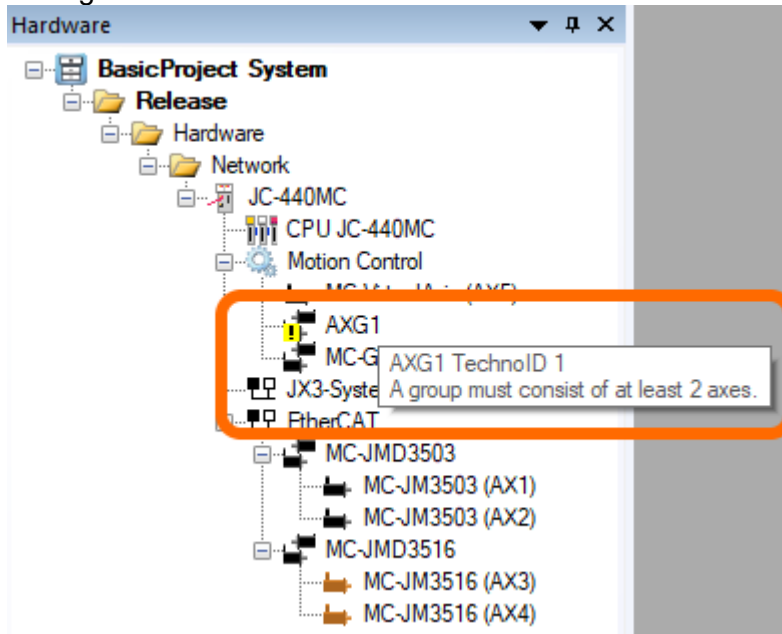 Hardware
BasicProject System
Release
Hardware
Network
JC-440MC
CPU JC-440MC
Motion Control
AXG1
MC-G
AXG1 TechnoID 1
JX3-Syste
A group must consist of at least 2 axes.
EtherCAT
MC-JMD3503
MC-JM3503 (AX1)
MC-JM3503 (AX2)
MC-JMD3516
MC-JM3516 (AX3)
MC-JM3516 (AX4)